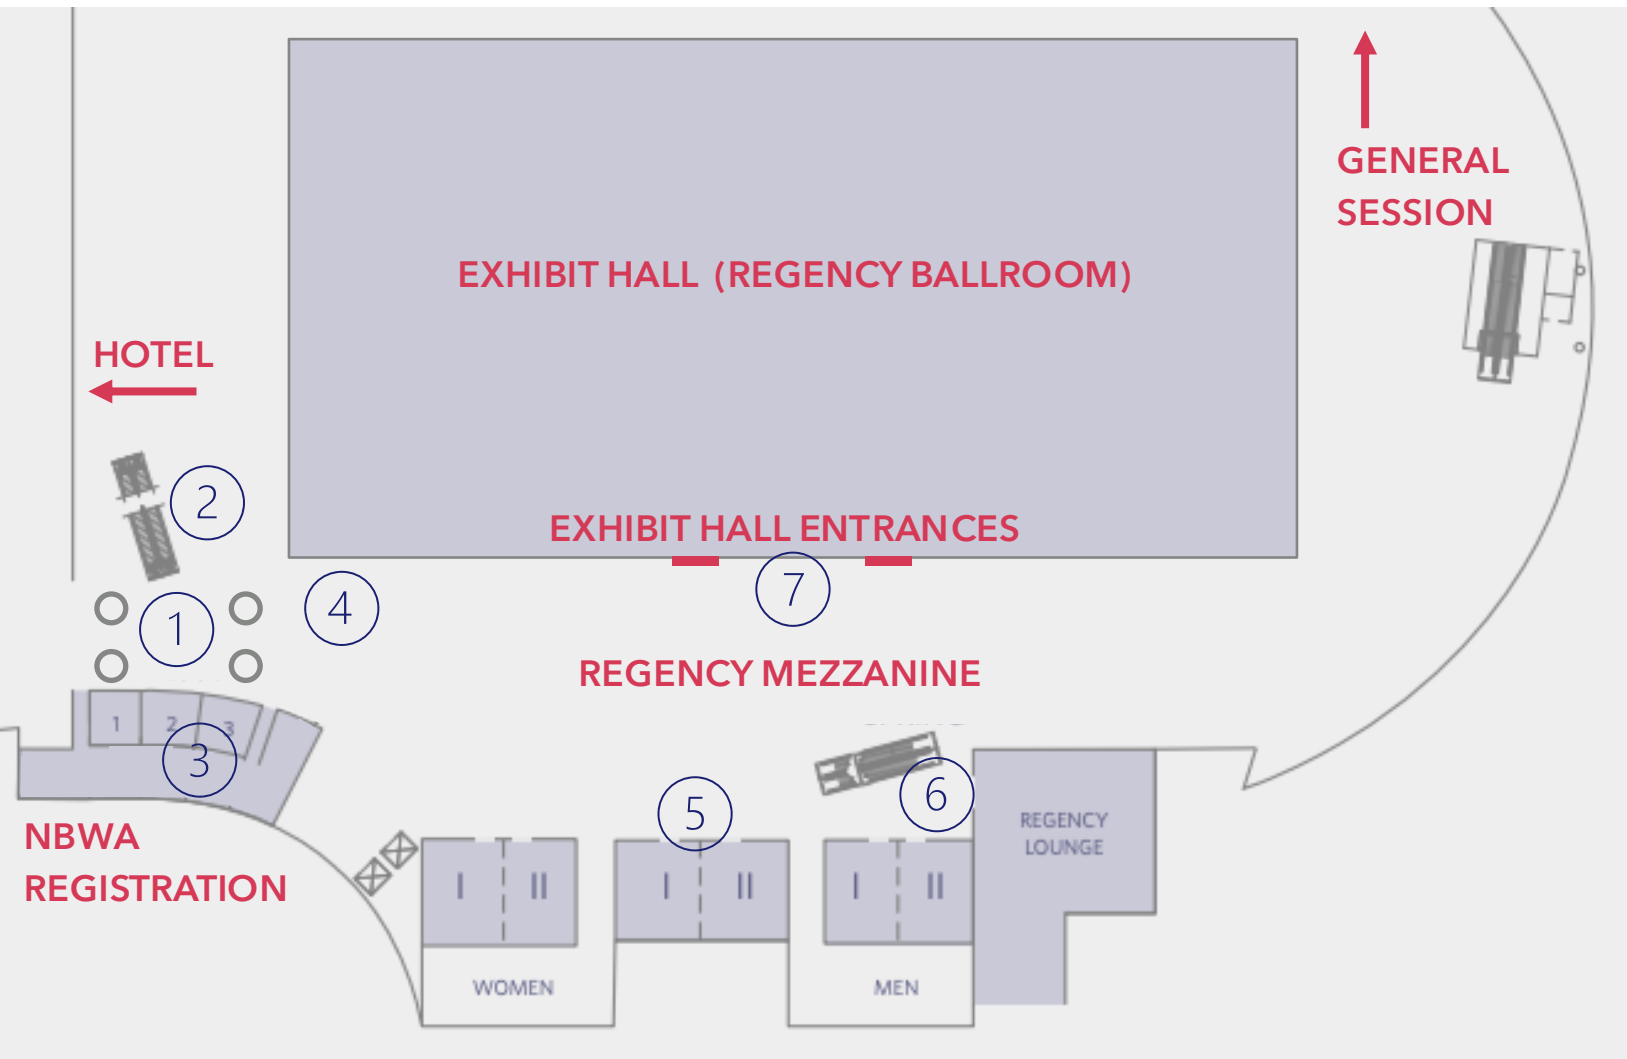 GENERAL
SESSION
EXHIBIT HALL (REGENCY BALLROOM)
HOTEL
2
EXHIBIT HALL ENTRANCES
7
4
1
REGENCY MEZZANINE
1 2 3
3
NBWA
REGISTRATION
5
6
REGENCY
LOUNGE
I II
I II
I II
WOMEN
MEN